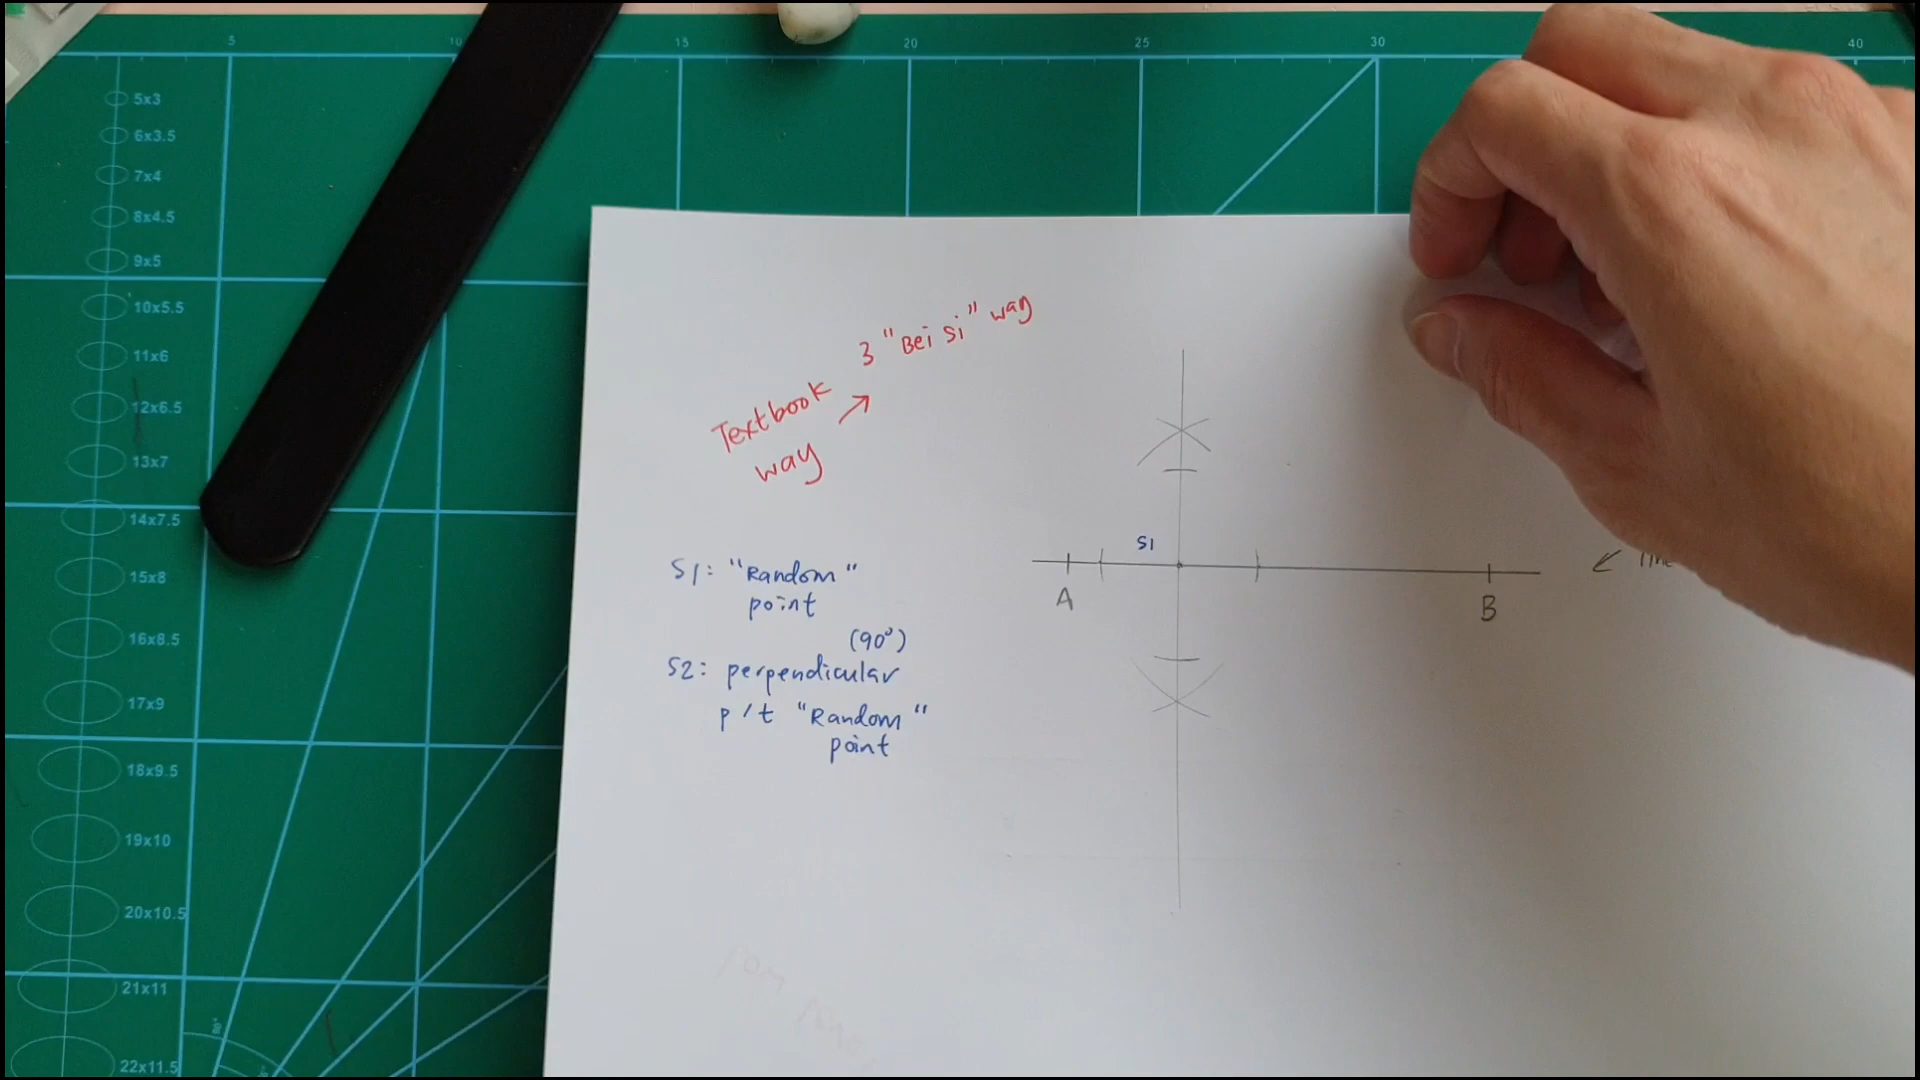 5
10
15
20
25
30
40
5x3
6x3.5
7x4
8x4.5
9x5
10x5.5
11x6
12x6.5
13x7
14x7.5
15x8
16x8.5
17x9
18x9.5
19x10
20x10.5
21x11
22x11.5
3 "Bei Si" way
Textbook →
way
S1: "Random"
point
(90°)
S2: perpendicular
p/t "Random"
point
S1
A
B
←